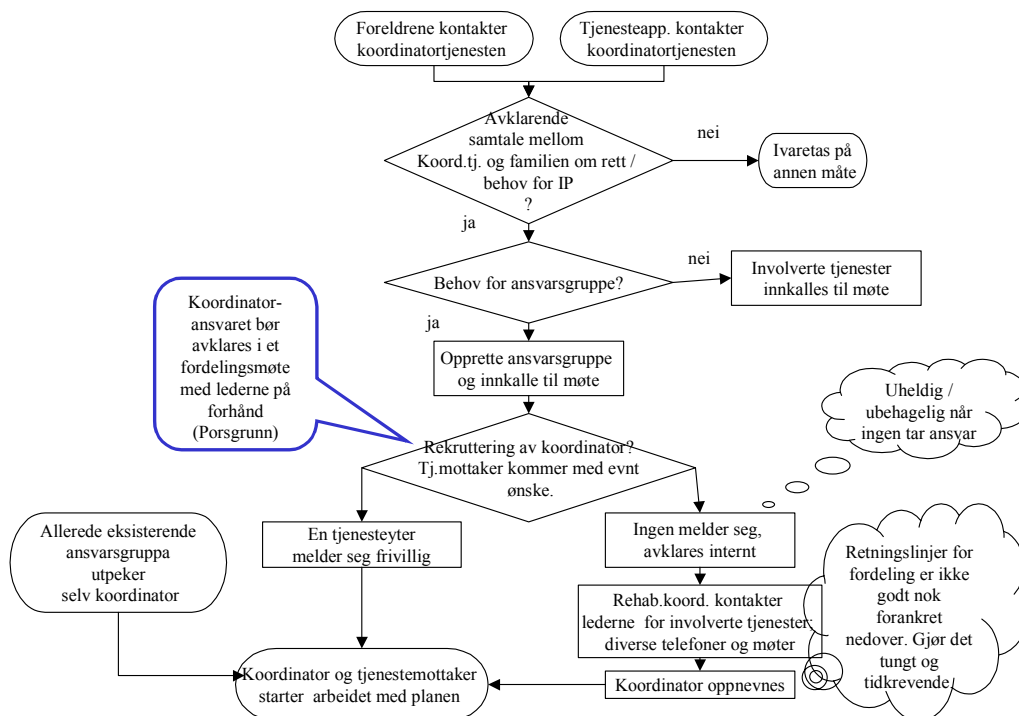 Foreldrene kontakter
koordinatortjenesten
Tjenesteapp. kontakter
koordinatortjenesten
Avklarende
samtale mellom
Koord.tj. og familien om rett /
behov for IP
?
nei
Ivaretas på
annen måte
ja
Behov for ansvarsgruppe?
nei
Involverte tjenester
innkalles til møte
ja
Koordinator-
ansvaret bør
avklares i et
fordelingsmøte
med lederne på
forhånd
(Porsgrunn)
Opprette ansvarsgruppe
og innkalle til møte
Uheldig /
ubehagelig når
ingen tar ansvar
Rekruttering av koordinator?
Tj.mottaker kommer med evnt
ønske.
Allerede eksisterende
ansvarsgruppa
utpeker
selv koordinator
En tjenesteyter
melder seg frivillig
Ingen melder seg,
avklares internt
Retningslinjer for
fordeling er ikke
godt nok
forankret
nedover. Gjør det
tungt og
tidkrevende
Rehab.koord. kontakter
lederne for involverte tjenester:
diverse telefoner og møter
Koordinator og tjenestemottaker
starter arbeidet med planen
Koordinator oppnevnes